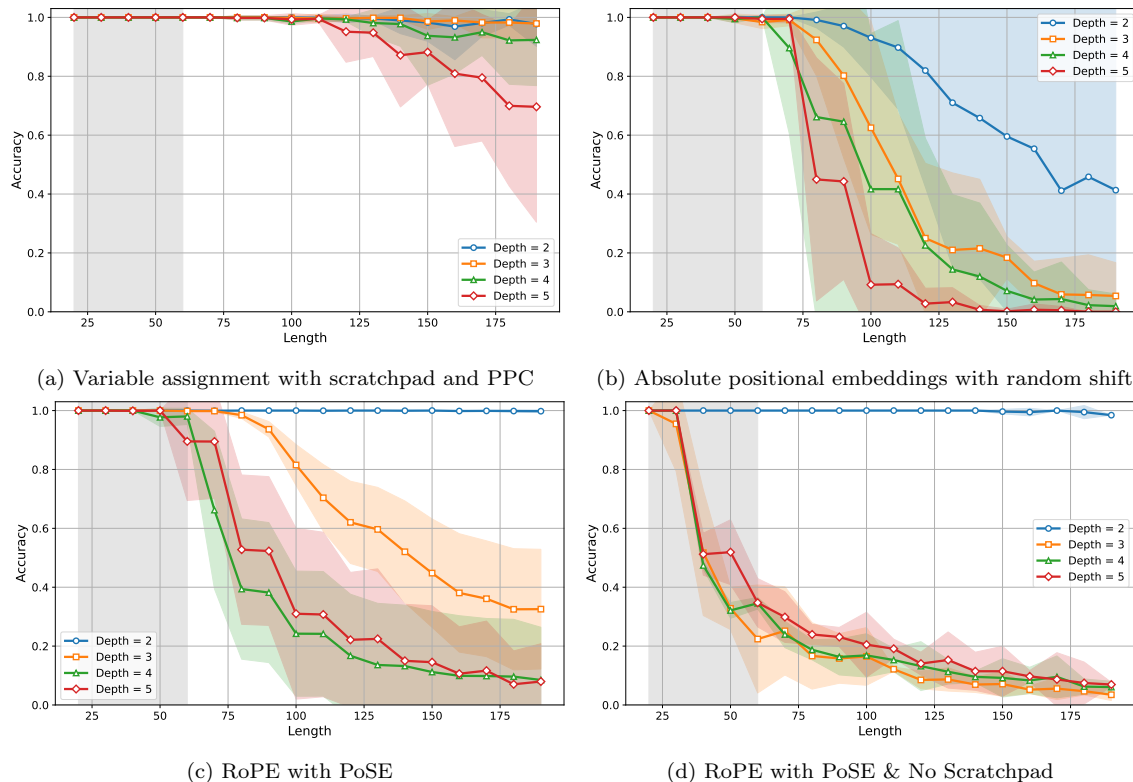 1.0
0.8
0.6
0.4
0.2
0.0
Accuracy
25 50 75 100 125 150 175
Length
Depth = 2
Depth = 3
Depth = 4
Depth = 5
(a) Variable assignment with scratchpad and PPC
1.0
0.8
0.6
0.4
0.2
0.0
Accuracy
25 50 75 100 125 150 175
Length
Depth = 2
Depth = 3
Depth = 4
Depth = 5
(b) Absolute positional embeddings with random shift
1.0
0.8
0.6
0.4
0.2
0.0
Accuracy
25 50 75 100 125 150 175
Length
Depth = 2
Depth = 3
Depth = 4
Depth = 5
(c) RoPE with PoSE
1.0
0.8
0.6
0.4
0.2
0.0
Accuracy
25 50 75 100 125 150 175
Length
Depth = 2
Depth = 3
Depth = 4
Depth = 5
(d) RoPE with PoSE & No Scratchpad